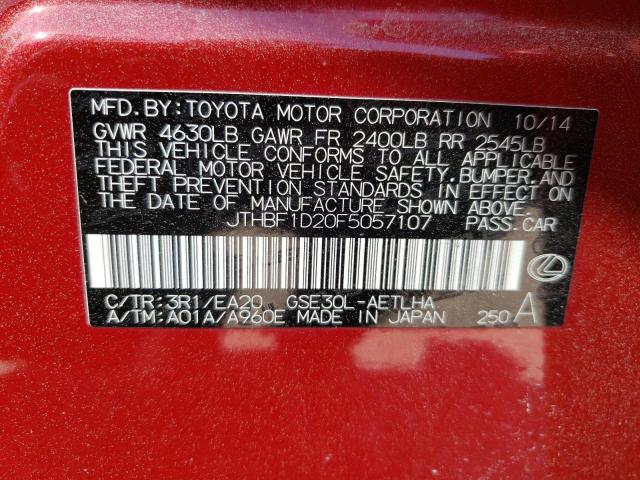 MFD. BY: TOYOTA MOTOR CORPORATION 10/14
GVWR 4630LB GAWR FR 2400LB RR 2545LB
THIS VEHICLE CONFORMS TO ALL APPLICABLE
FEDERAL MOTOR VEHICLE SAFETY, BUMPER, AND
THEFT PREVENTION STANDARDS IN EFFECT ON
THE DATE OF MANUFACTURE SHOWN ABOVE.
JTHBF1D20F5057107 PASS. CAR
C/TR: 3R1/EA20 GSE30L-AETLHA
A/TM: A01A/A960E MADE IN JAPAN 250 A